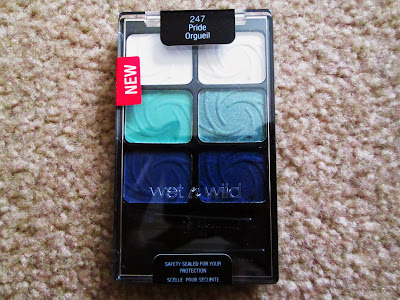 247
Pride
Orgueil
NEW
wet n wild
SAFETY SEALED FOR YOUR
PROTECTION
SCELLÉ POUR SÉCURITÉ